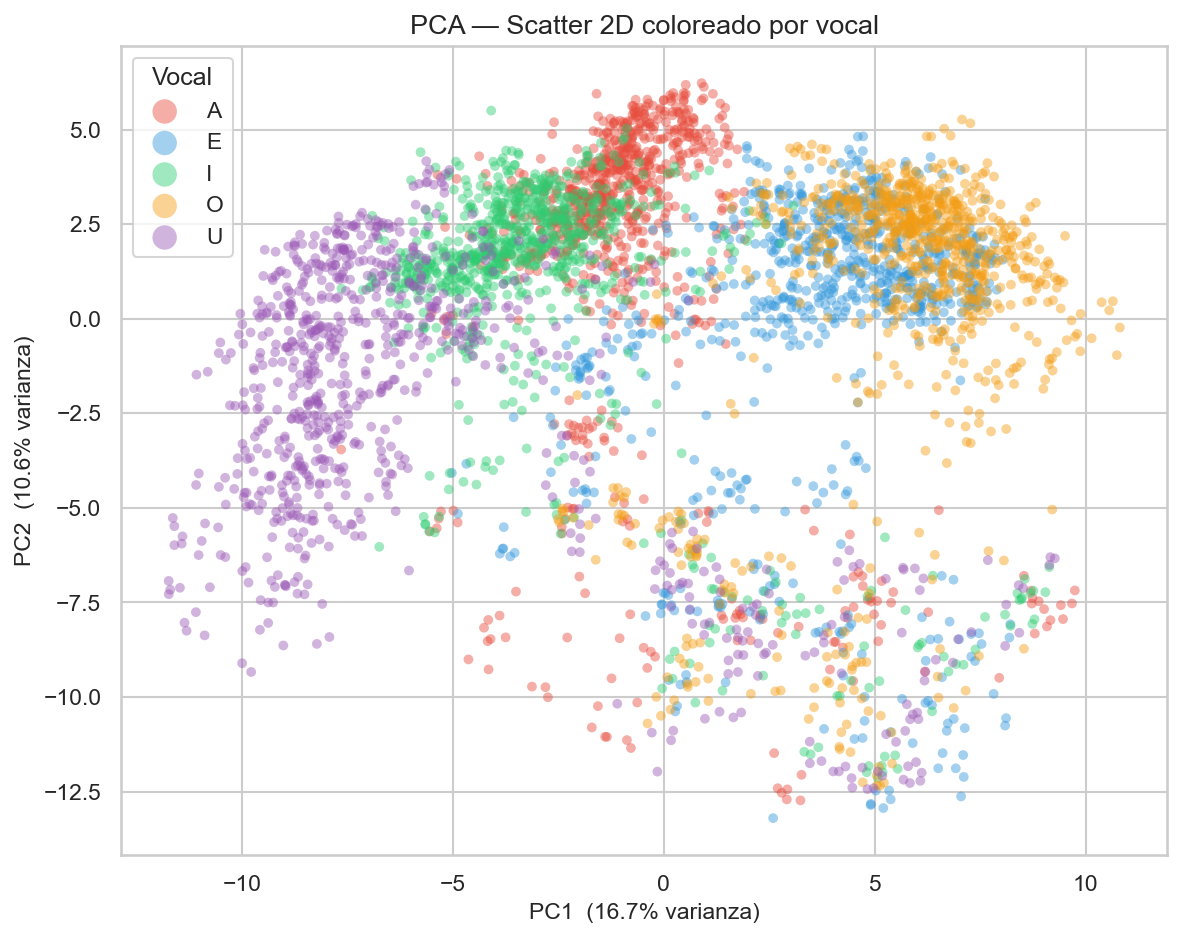 PCA — Scatter 2D coloreado por vocal
Vocal
A
E
I
O
U
5.0
2.5
0.0
−2.5
−5.0
−7.5
−10.0
−12.5
PC2  (10.6% varianza)
−10
−5
0
5
10
PC1  (16.7% varianza)